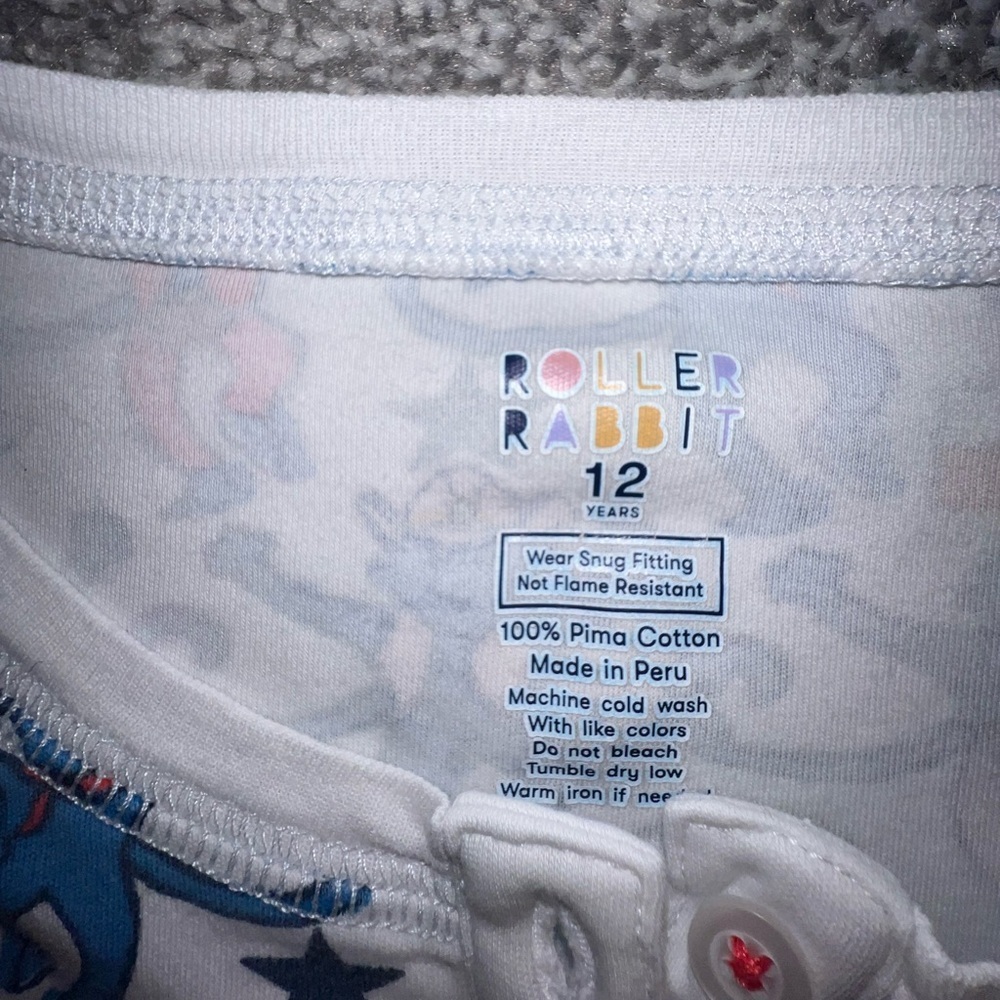 ROLLER
RABBIT
12
YEARS
Wear Snug Fitting
Not Flame Resistant
100% Pima Cotton
Made in Peru
Machine cold wash
With like colors
Do not bleach
Tumble dry low
Warm iron if